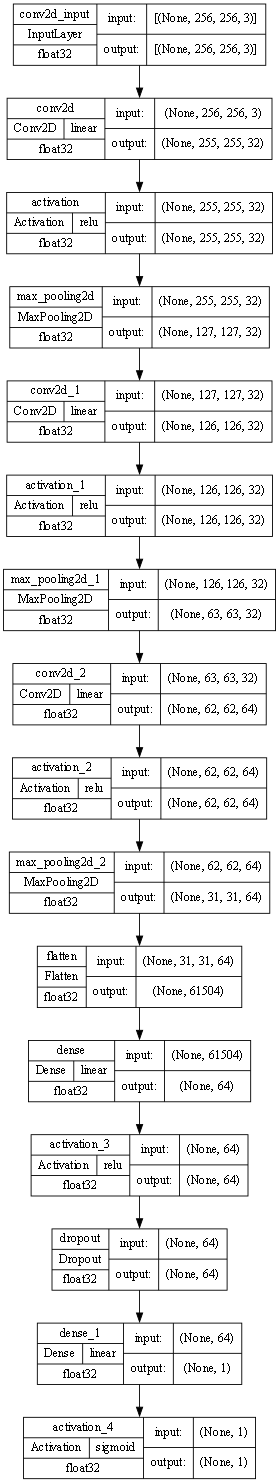 conv2d_input input: [(None, 256, 256, 3)]
InputLayer
float32 output: [(None, 256, 256, 3)]
conv2d input: (None, 256, 256, 3)
Conv2D linear
float32 output: (None, 255, 255, 32)
activation input: (None, 255, 255, 32)
Activation relu
float32 output: (None, 255, 255, 32)
max_pooling2d input: (None, 255, 255, 32)
MaxPooling2D
float32 output: (None, 127, 127, 32)
conv2d_1 input: (None, 127, 127, 32)
Conv2D linear
float32 output: (None, 126, 126, 32)
activation_1 input: (None, 126, 126, 32)
Activation relu
float32 output: (None, 126, 126, 32)
max_pooling2d_1 input: (None, 126, 126, 32)
MaxPooling2D
float32 output: (None, 63, 63, 32)
conv2d_2 input: (None, 63, 63, 32)
Conv2D linear
float32 output: (None, 62, 62, 64)
activation_2 input: (None, 62, 62, 64)
Activation relu
float32 output: (None, 62, 62, 64)
max_pooling2d_2 input: (None, 62, 62, 64)
MaxPooling2D
float32 output: (None, 31, 31, 64)
flatten input: (None, 31, 31, 64)
Flatten
float32 output: (None, 61504)
dense input: (None, 61504)
Dense linear
float32 output: (None, 64)
activation_3 input: (None, 64)
Activation relu
float32 output: (None, 64)
dropout input: (None, 64)
Dropout
float32 output: (None, 64)
dense_1 input: (None, 64)
Dense linear
float32 output: (None, 1)
activation_4 input: (None, 1)
Activation sigmoid
float32 output: (None, 1)